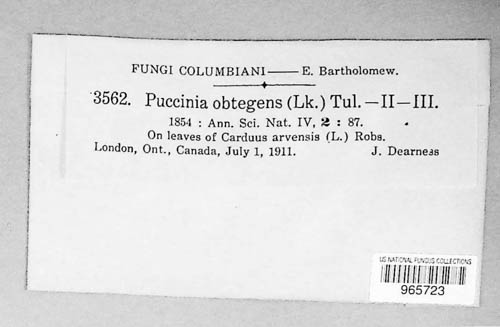 FUNGI COLUMBIANI—— E. Bartholomew.
3562. Puccinia obtegens (Lk.) Tul. —II—III.
1854 : Ann. Sci. Nat. IV, 2 : 87.
On leaves of Carduus arvensis (L.) Robs.
London, Ont., Canada, July 1, 1911. J. Dearness
US NATIONAL FUNGUS COLLECTIONS
965723